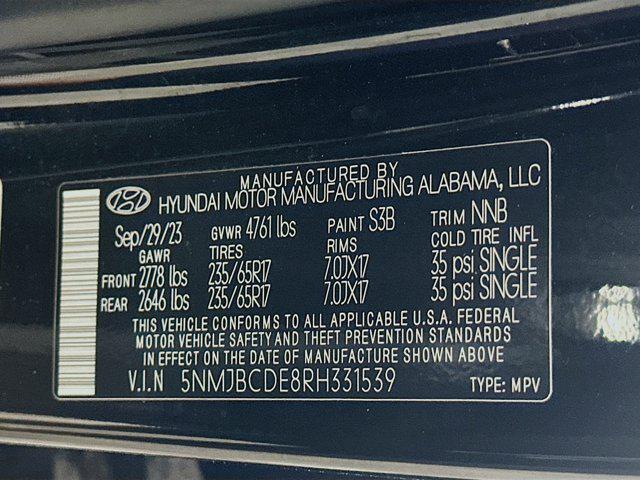 MANUFACTURED BY
HYUNDAI MOTOR MANUFACTURING ALABAMA, LLC
Sep/29/23 GVWR 4761 lbs PAINT S3B TRIM NNB
GAWR TIRES RIMS COLD TIRE INFL
FRONT 2778 lbs 235/65R17 7.0JX17 35 psi SINGLE
REAR 2646 lbs 235/65R17 7.0JX17 35 psi SINGLE
THIS VEHICLE CONFORMS TO ALL APPLICABLE U.S.A. FEDERAL
MOTOR VEHICLE SAFETY AND THEFT PREVENTION STANDARDS
IN EFFECT ON THE DATE OF MANUFACTURE SHOWN ABOVE
V.I.N 5NMJBCDE8RH331539 TYPE: MPV